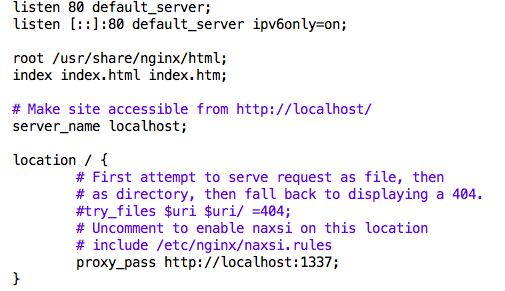 listen 80 default_server;
listen [::]:80 default_server ipv6only=on;
root /usr/share/nginx/html;
index index.html index.htm;
# Make site accessible from http://localhost/
server_name localhost;
location / {
# First attempt to serve request as file, then
# as directory, then fall back to displaying a 404.
#try_files $uri $uri/ =404;
# Uncomment to enable naxsi on this location
# include /etc/nginx/naxsi.rules
proxy_pass http://localhost:1337;
}